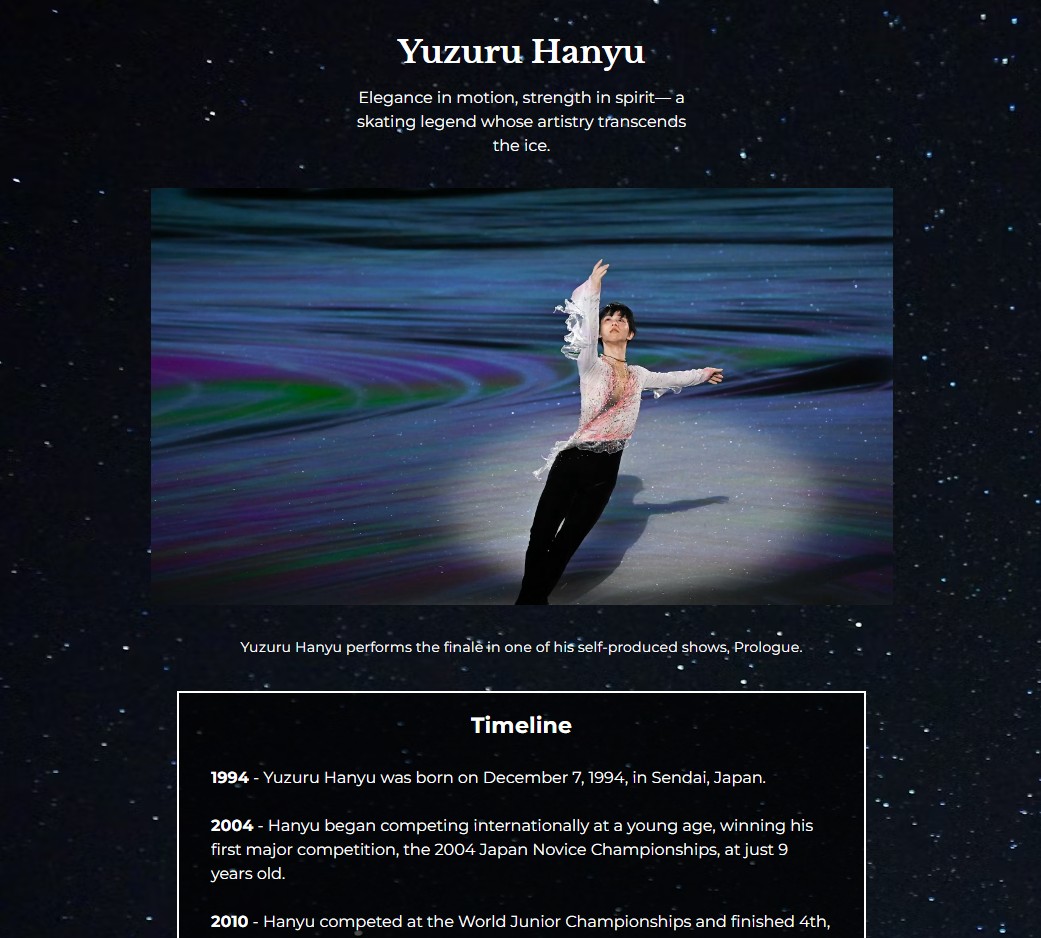 Yuzuru Hanyu
Elegance in motion, strength in spirit— a
skating legend whose artistry transcends
the ice.
Yuzuru Hanyu performs the finale in one of his self-produced shows, Prologue.
Timeline
1994 - Yuzuru Hanyu was born on December 7, 1994, in Sendai, Japan.
2004 - Hanyu began competing internationally at a young age, winning his
first major competition, the 2004 Japan Novice Championships, at just 9
years old.
2010 - Hanyu competed at the World Junior Championships and finished 4th,